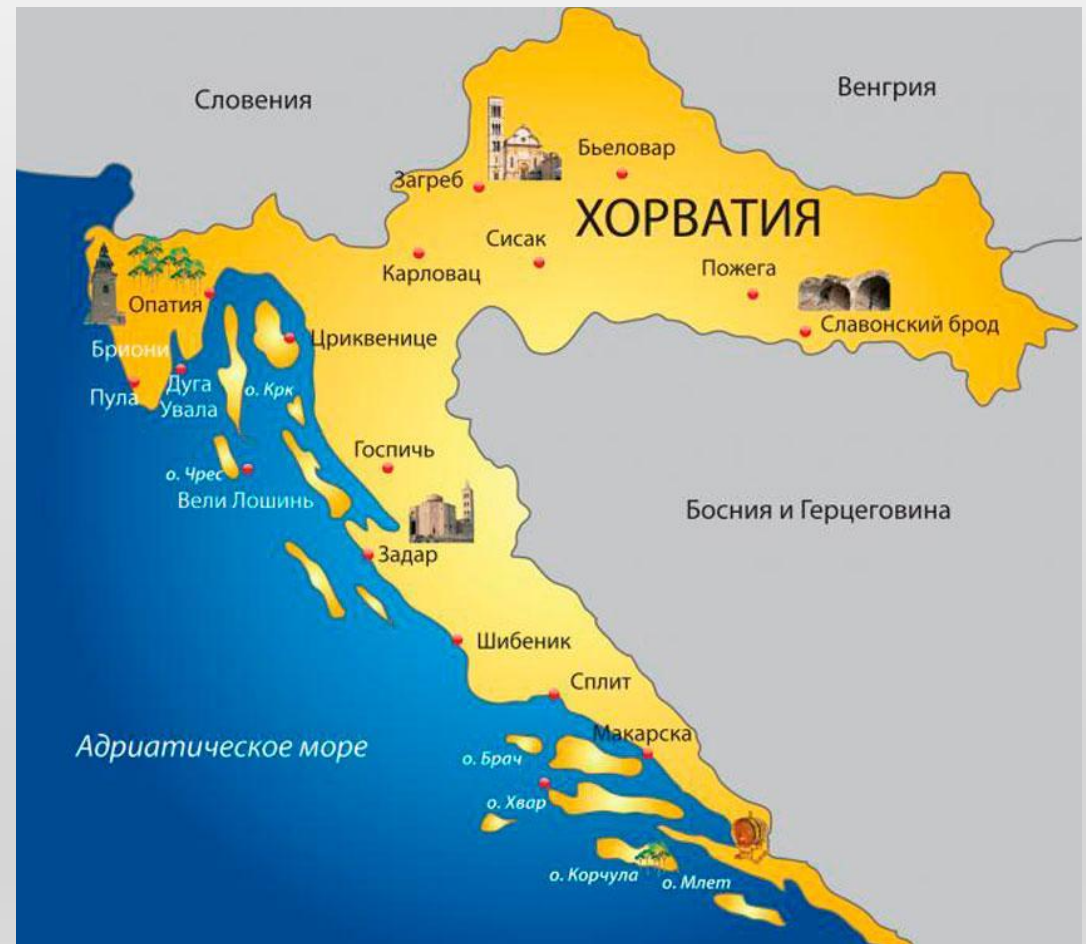 Словения
Венгрия
Бьеловар
Загреб
ХОРВАТИЯ
Сисак
Карловац
Пожега
Опатия
Славонский брод
Цриквенице
Бриони
Дуга
Увала
о. Крк
Пула
Госпичь
о. Чрес
Вели Лошинь
Босния и Герцеговина
Задар
Шибеник
Сплит
Макарска
Адриатическое море
о. Брач
о. Хвар
о. Корчула
о. Млет